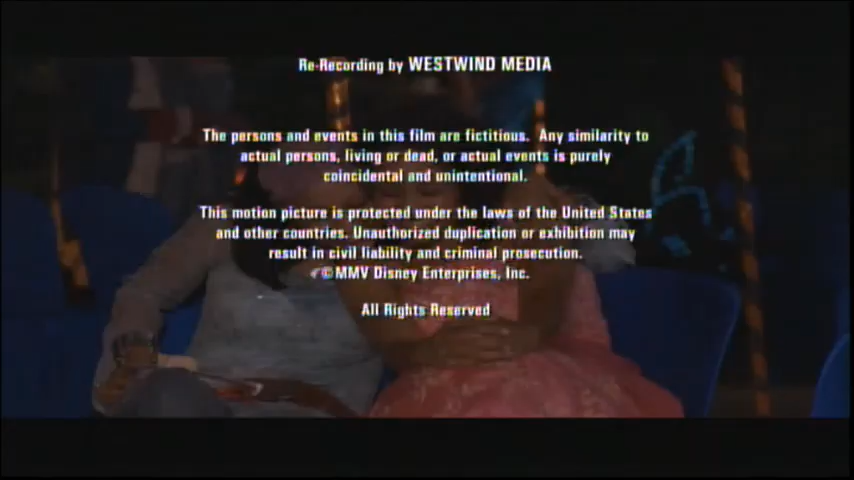 Re-Recording by WESTWIND MEDIA
The persons and events in this film are fictitious. Any similarity to
actual persons, living or dead, or actual events is purely
coincidental and unintentional.
This motion picture is protected under the laws of the United States
and other countries. Unauthorized duplication or exhibition may
result in civil liability and criminal prosecution.
©MMV Disney Enterprises, Inc.
All Rights Reserved